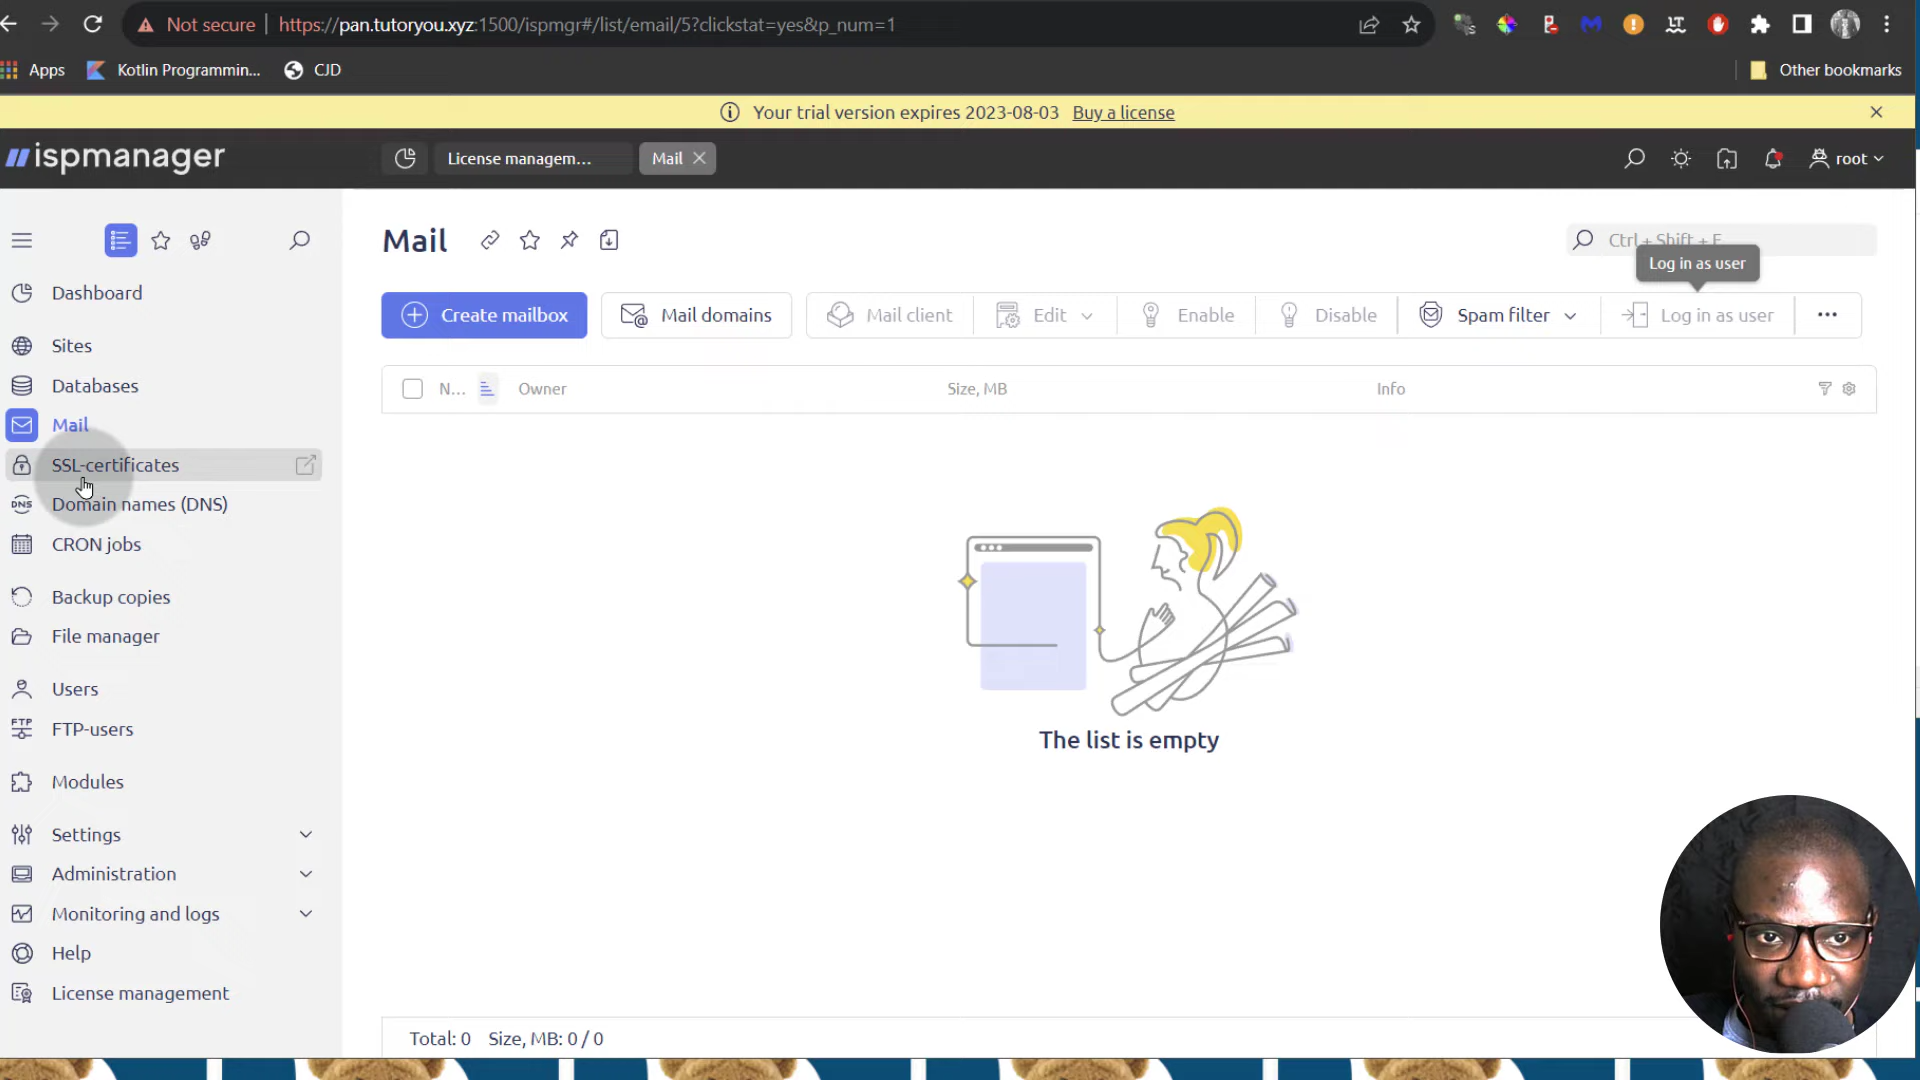 Not secure
https://pan.tutoryou.xyz:1500/ispmgr#/list/email/5?clickstat=yes&p_num=1
Apps
Kotlin Programmin...
CJD
Other bookmarks
Your trial version expires 2023-08-03 Buy a license
ispmanager
License managem...
Mail
root
Mail
Ctrl + Shift + F
Log in as user
Create mailbox
Mail domains
Mail client
Edit
Enable
Disable
Spam filter
Log in as user
N...
Owner
Size, MB
Info
Dashboard
Sites
Databases
Mail
SSL-certificates
DNS
Domain names (DNS)
CRON jobs
Backup copies
File manager
Users
FTP
FTP-users
Modules
Settings
Administration
Monitoring and logs
Help
License management
The list is empty
Total: 0 Size, MB: 0 / 0